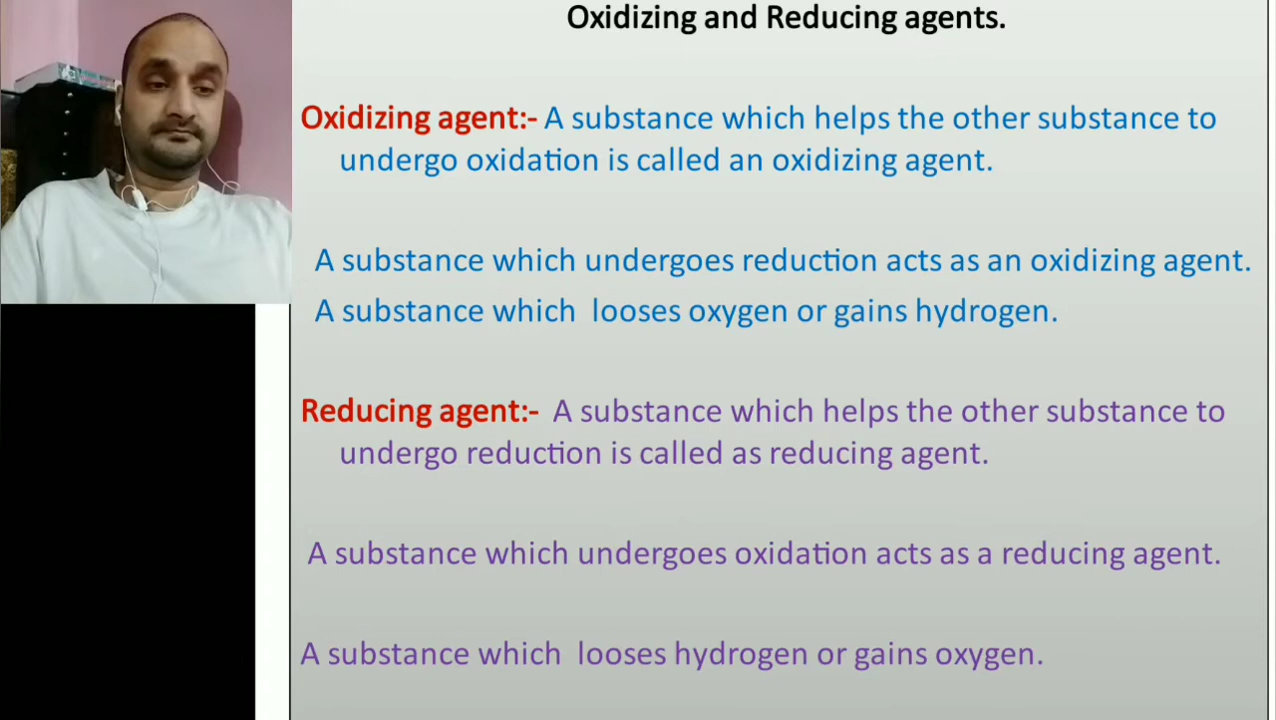 Oxidizing and Reducing agents.
Oxidizing agent:- A substance which helps the other substance to
undergo oxidation is called an oxidizing agent.
A substance which undergoes reduction acts as an oxidizing agent.
A substance which looses oxygen or gains hydrogen.
Reducing agent:- A substance which helps the other substance to
undergo reduction is called as reducing agent.
A substance which undergoes oxidation acts as a reducing agent.
A substance which looses hydrogen or gains oxygen.